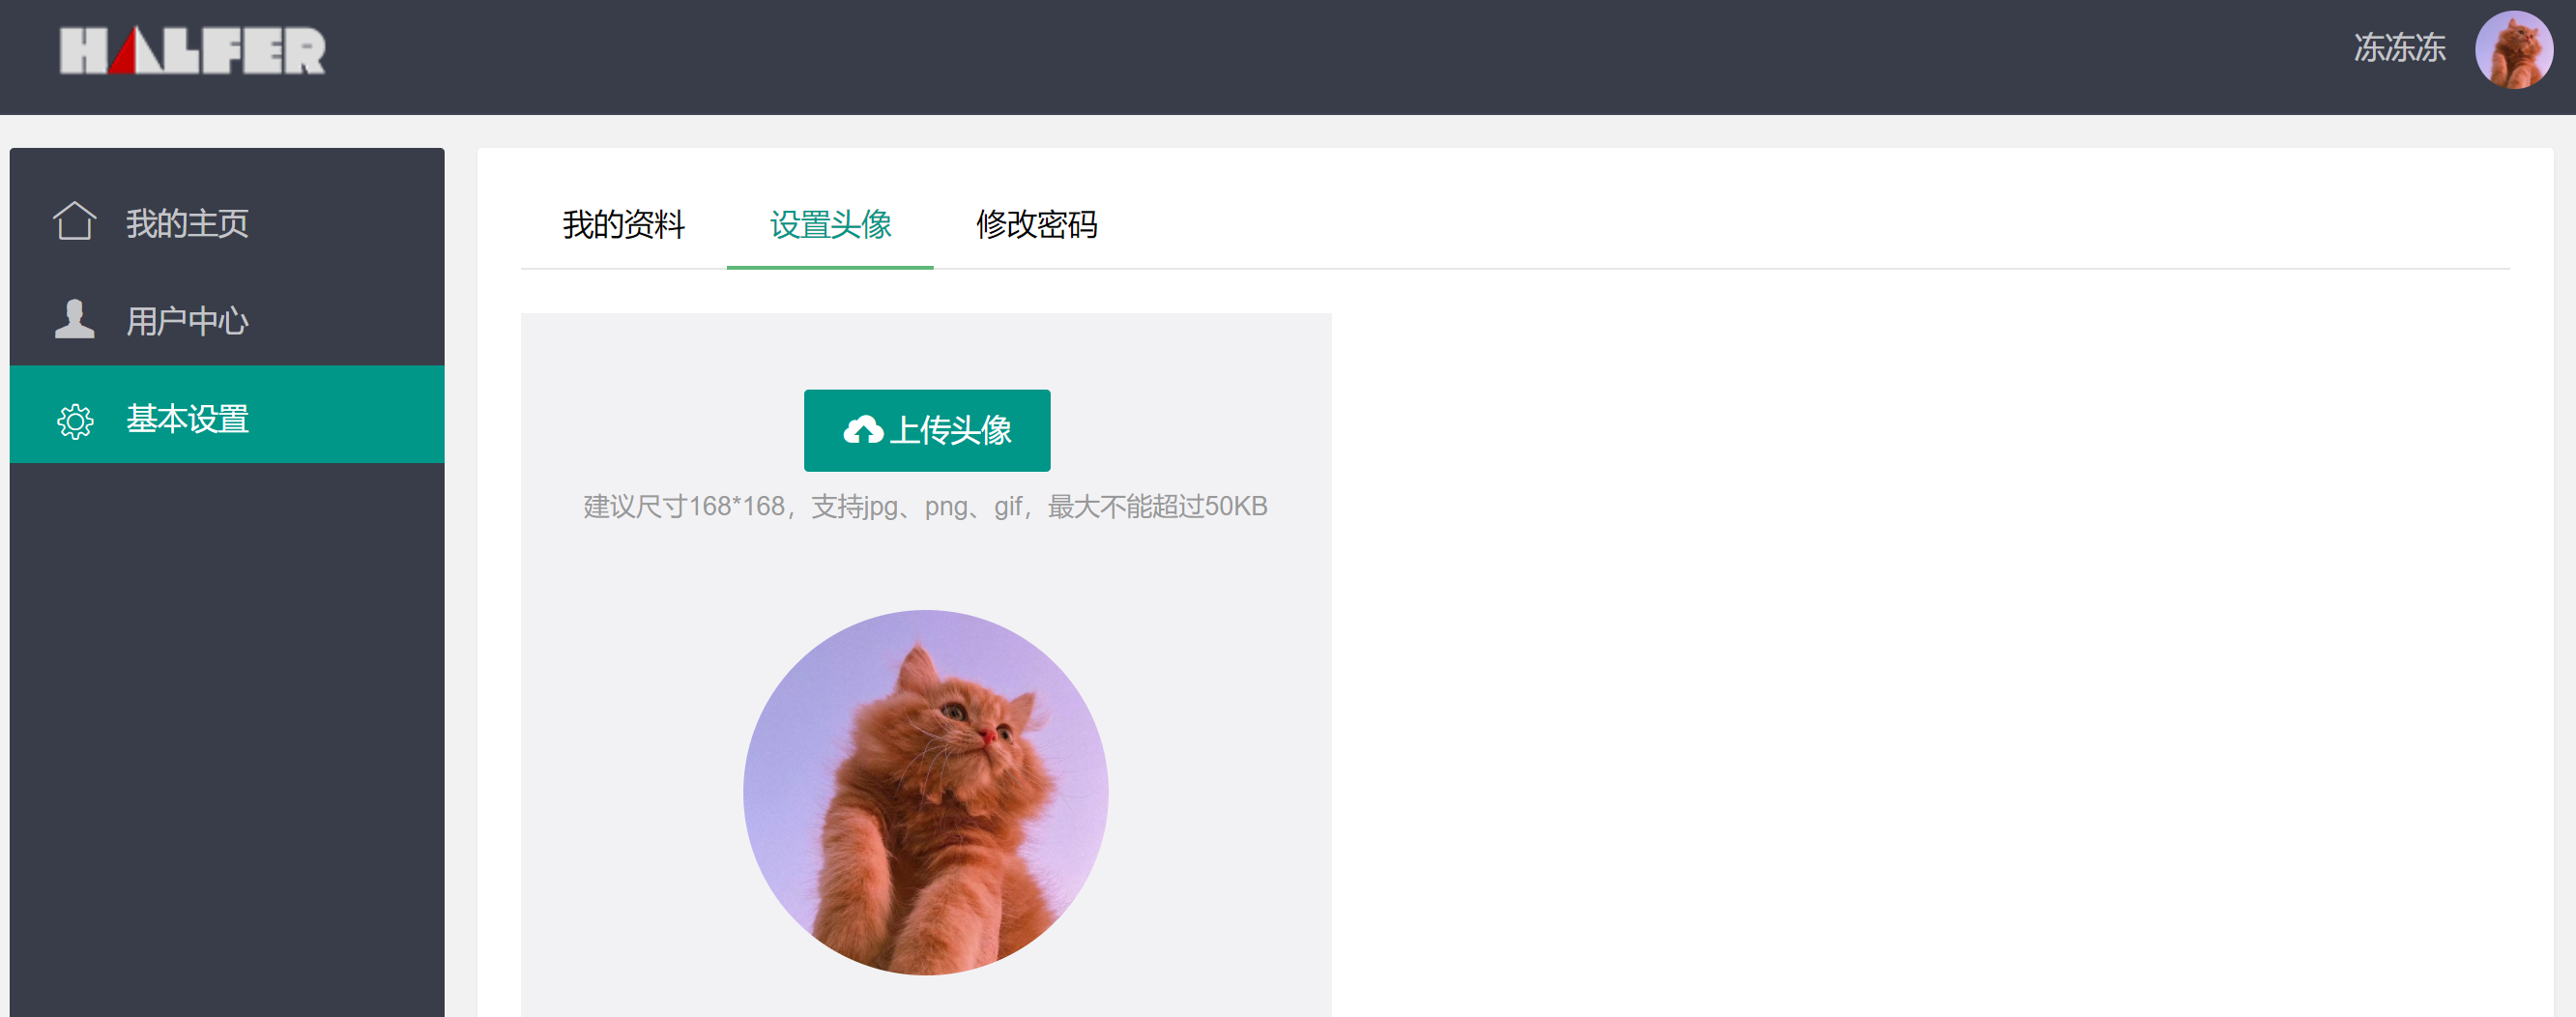 HALFER
冻冻冻
我的主页
用户中心
基本设置
我的资料
设置头像
修改密码
上传头像
建议尺寸168*168，支持jpg、png、gif，最大不能超过50KB